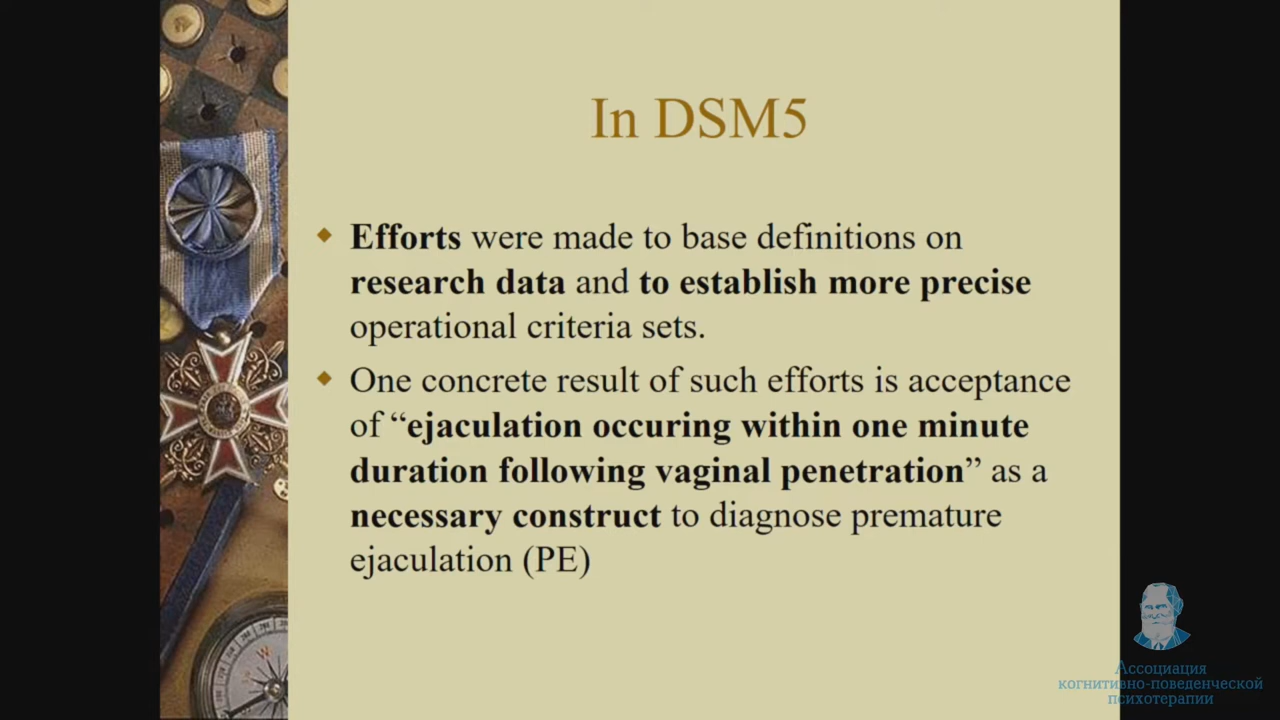 In DSM5
Efforts were made to base definitions on
research data and to establish more precise
operational criteria sets.
One concrete result of such efforts is acceptance
of “ejaculation occuring within one minute
duration following vaginal penetration” as a
necessary construct to diagnose premature
ejaculation (PE)
Ассоциация
когнитивно-поведенческой
психотерапии